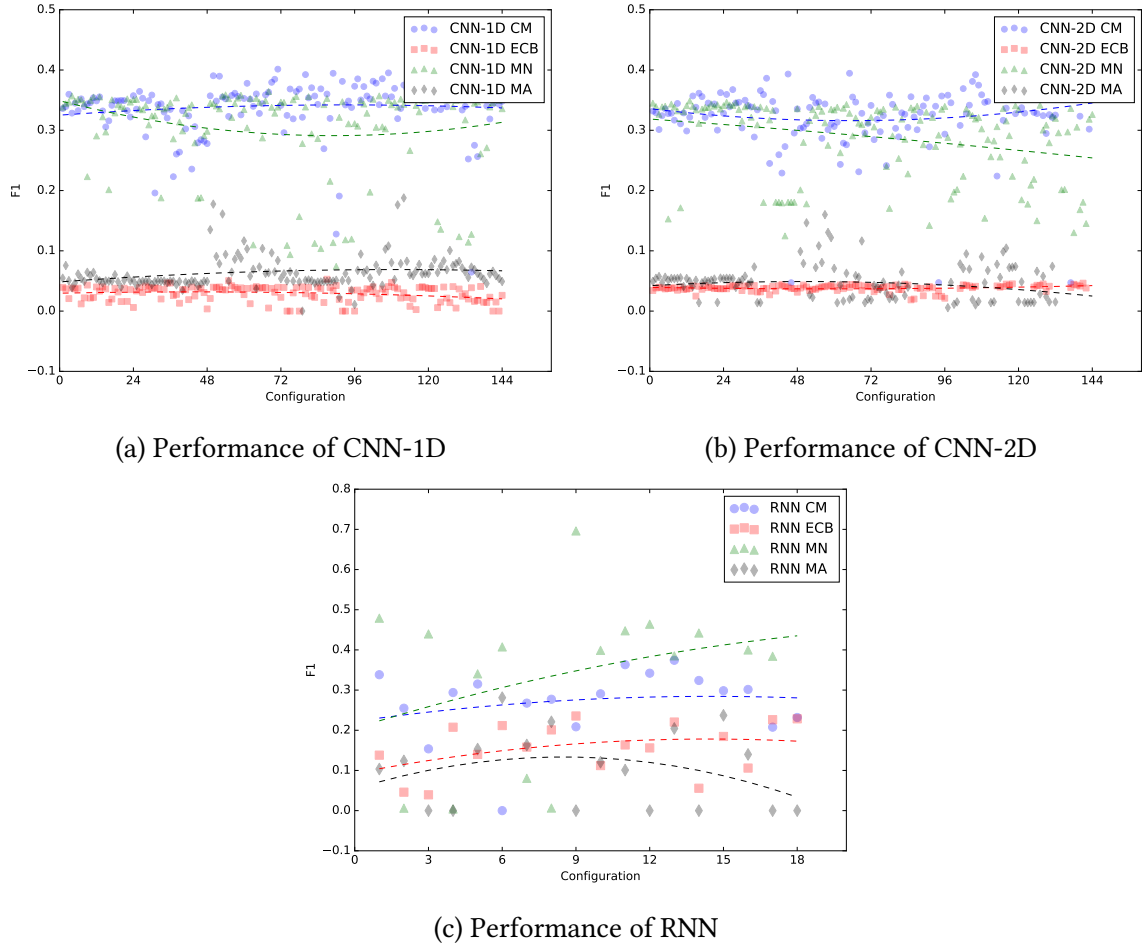 0.5
0.4
0.3
0.2
0.1
0.0
−0.1
F1
0 24 48 72 96 120 144
Configuration
CNN-1D CM
CNN-1D ECB
CNN-1D MN
CNN-1D MA
(a) Performance of CNN-1D
0.5
0.4
0.3
0.2
0.1
0.0
−0.1
F1
0 24 48 72 96 120 144
Configuration
CNN-2D CM
CNN-2D ECB
CNN-2D MN
CNN-2D MA
(b) Performance of CNN-2D
0.8
0.7
0.6
0.5
0.4
0.3
0.2
0.1
0.0
−0.1
F1
0 3 6 9 12 15 18
Configuration
RNN CM
RNN ECB
RNN MN
RNN MA
(c) Performance of RNN